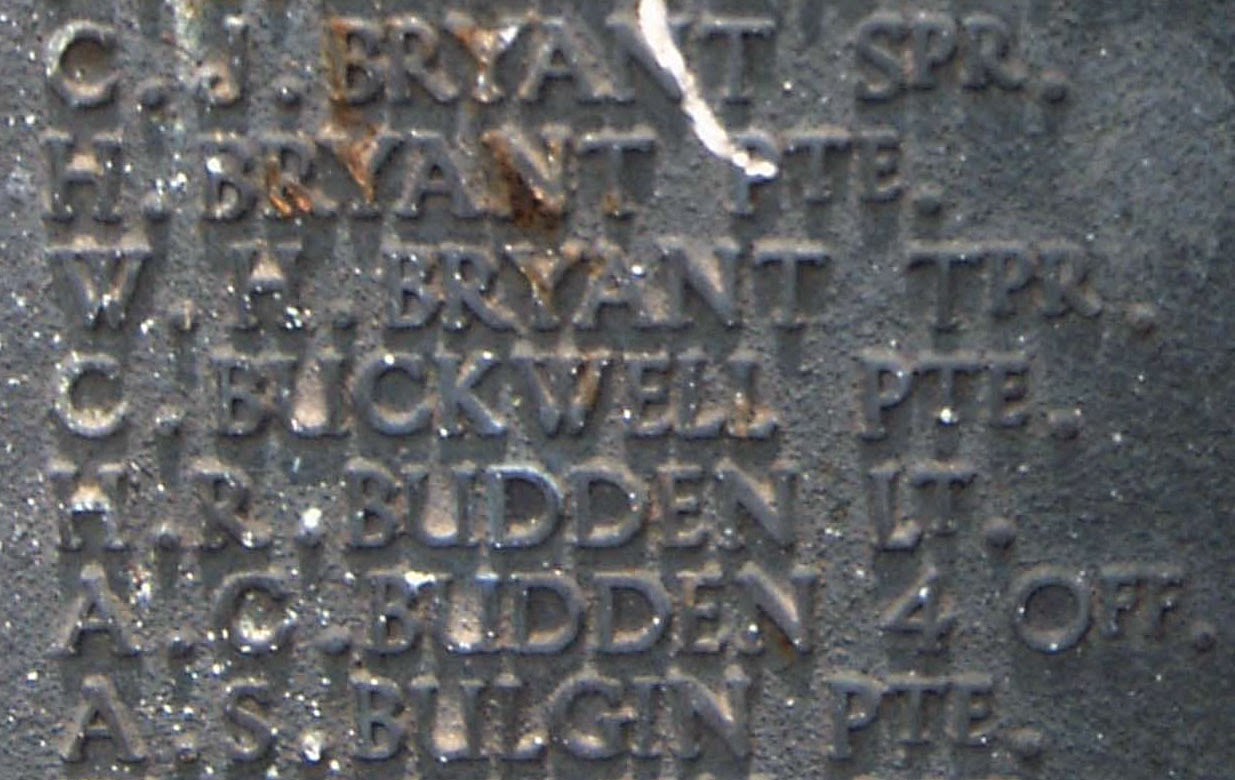 C. J. BRYANT SPR.
H. BRYANT PTE.
W. H. BRYANT TPR.
C. BUCKWELL PTE.
H. R. BUDDEN LT.
A. C. BUDDEN 4 OFF.
A. S. BULGIN PTE.